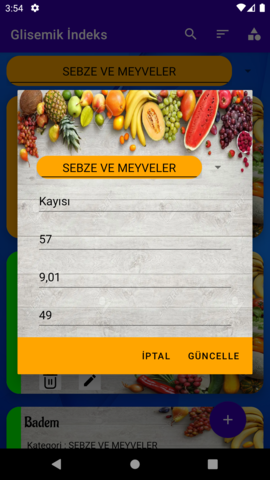 3:54
Glisemik İndeks
SEBZE VE MEYVELER
SEBZE VE MEYVELER
Kayısı
57
9,01
49
İPTAL
GÜNCELLE
Badem
Kategori : SEBZE VE MEYVELER